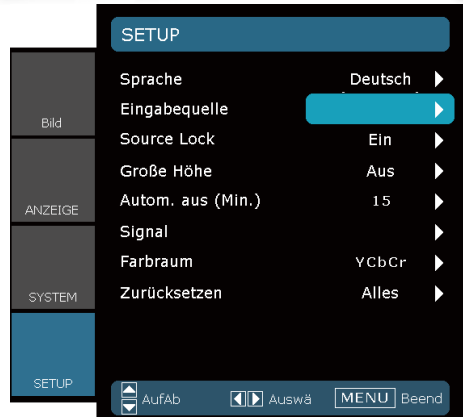 SETUP
Sprache Deutsch
Eingabequelle
Bild
Source Lock Ein
Große Höhe Aus
ANZEIGE
Autom. aus (Min.) 15
Signal
Farbraum YCbCr
SYSTEM
Zurücksetzen Alles
SETUP
AufAb Auswä MENU Beend